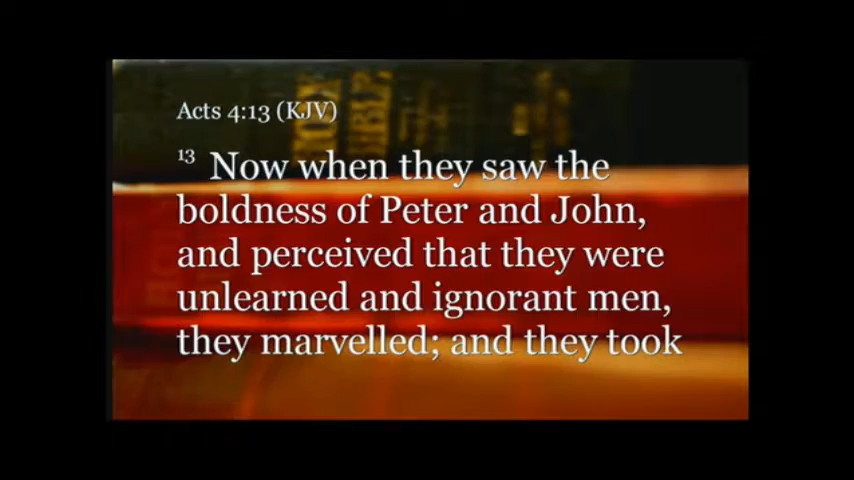 Acts 4:13 (KJV)
13 Now when they saw the
boldness of Peter and John,
and perceived that they were
unlearned and ignorant men,
they marvelled; and they took